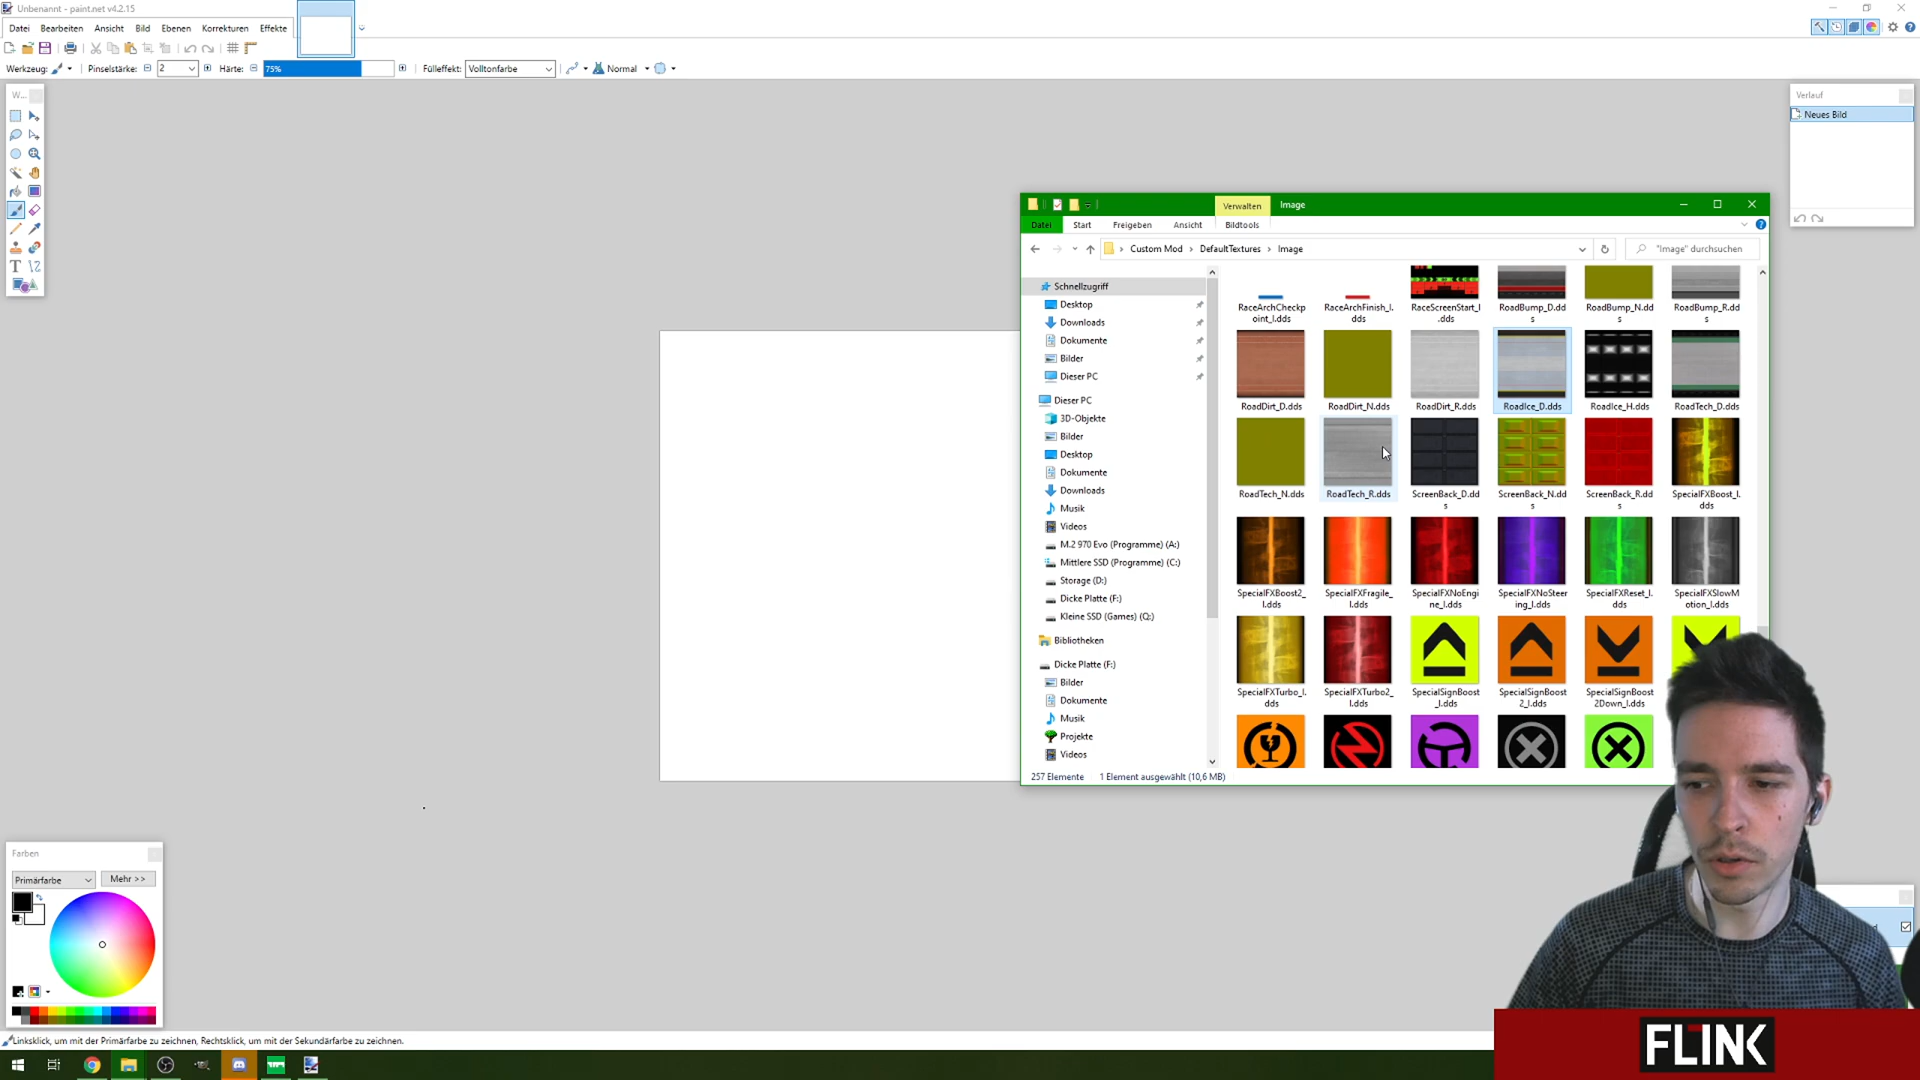 Unbenannt - paint.net v4.2.15
Datei Bearbeiten Ansicht Bild Ebenen Korrekturen Effekte
Werkzeug: Pinselstärke: 2 Härte: 75% Fülleffekt: Volltonfarbe Normal
W...
Verlauf
Neues Bild
Verwalten Image
Datei Start Freigeben Ansicht Bildtools
Custom Mod DefaultTextures Image "Image" durchsuchen
Schnellzugriff
Desktop
Downloads
Dokumente
Bilder
Dieser PC
Dieser PC
3D-Objekte
Bilder
Desktop
Dokumente
Downloads
Musik
Videos
M.2 970 Evo (Programme) (A:)
Mittlere SSD (Programme) (C:)
Storage (D:)
Dicke Platte (F:)
Kleine SSD (Games) (Q:)
Bibliotheken
Dicke Platte (F:)
Bilder
Dokumente
Musik
Projekte
Videos
RaceArchCheckpoint_I.dds RaceArchFinish_I.dds RaceScreenStart_I.dds RoadBump_D.dds RoadBump_N.dds RoadBump_R.dds
RoadDirt_D.dds RoadDirt_N.dds RoadDirt_R.dds RoadIce_D.dds RoadIce_H.dds RoadTech_D.dds
RoadTech_N.dds RoadTech_R.dds ScreenBack_D.dds ScreenBack_N.dds ScreenBack_R.dds SpecialFXBoost_I.dds
SpecialFXBoost2_I.dds SpecialFXFragile_I.dds SpecialFXNoEngine_I.dds SpecialFXNoSteering_I.dds SpecialFXReset_I.dds SpecialFXSlowMotion_I.dds
SpecialFXTurbo_I.dds SpecialFXTurbo2_I.dds SpecialSignBoost_I.dds SpecialSignBoost2_I.dds SpecialSignBoost2Down_I.dds
257 Elemente 1 Element ausgewählt (10,6 MB)
Farben
Primärfarbe Mehr >>
Linksklick, um mit der Primärfarbe zu zeichnen, Rechtsklick, um mit der Sekundärfarbe zu zeichnen.
FLINK